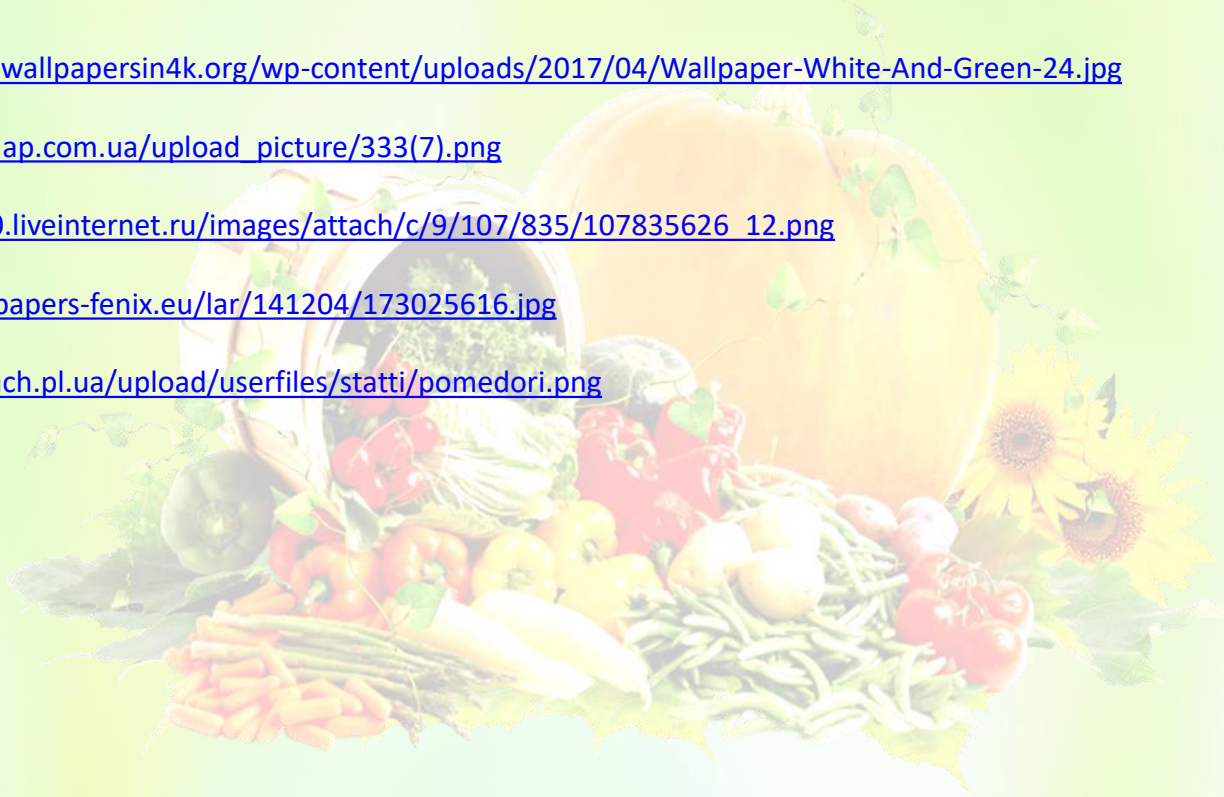 wallpapersin4k.org/wp-content/uploads/2017/04/Wallpaper-White-And-Green-24.jpg
ap.com.ua/upload_picture/333(7).png
.liveinternet.ru/images/attach/c/9/107/835/107835626_12.png
papers-fenix.eu/lar/141204/173025616.jpg
ch.pl.ua/upload/userfiles/statti/pomedori.png